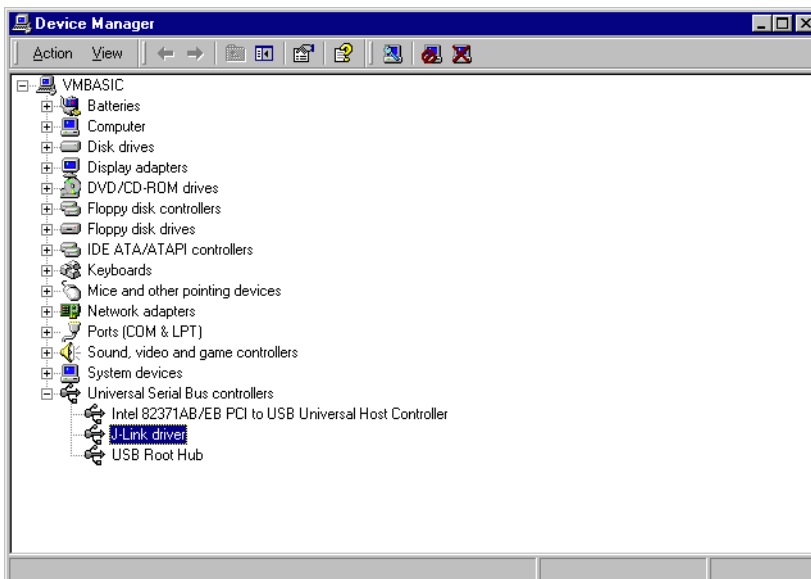 Device Manager
Action View
VMBASIC
Batteries
Computer
Disk drives
Display adapters
DVD/CD-ROM drives
Floppy disk controllers
Floppy disk drives
IDE ATA/ATAPI controllers
Keyboards
Mice and other pointing devices
Network adapters
Ports (COM & LPT)
Sound, video and game controllers
System devices
Universal Serial Bus controllers
Intel 82371AB/EB PCI to USB Universal Host Controller
J-Link driver
USB Root Hub